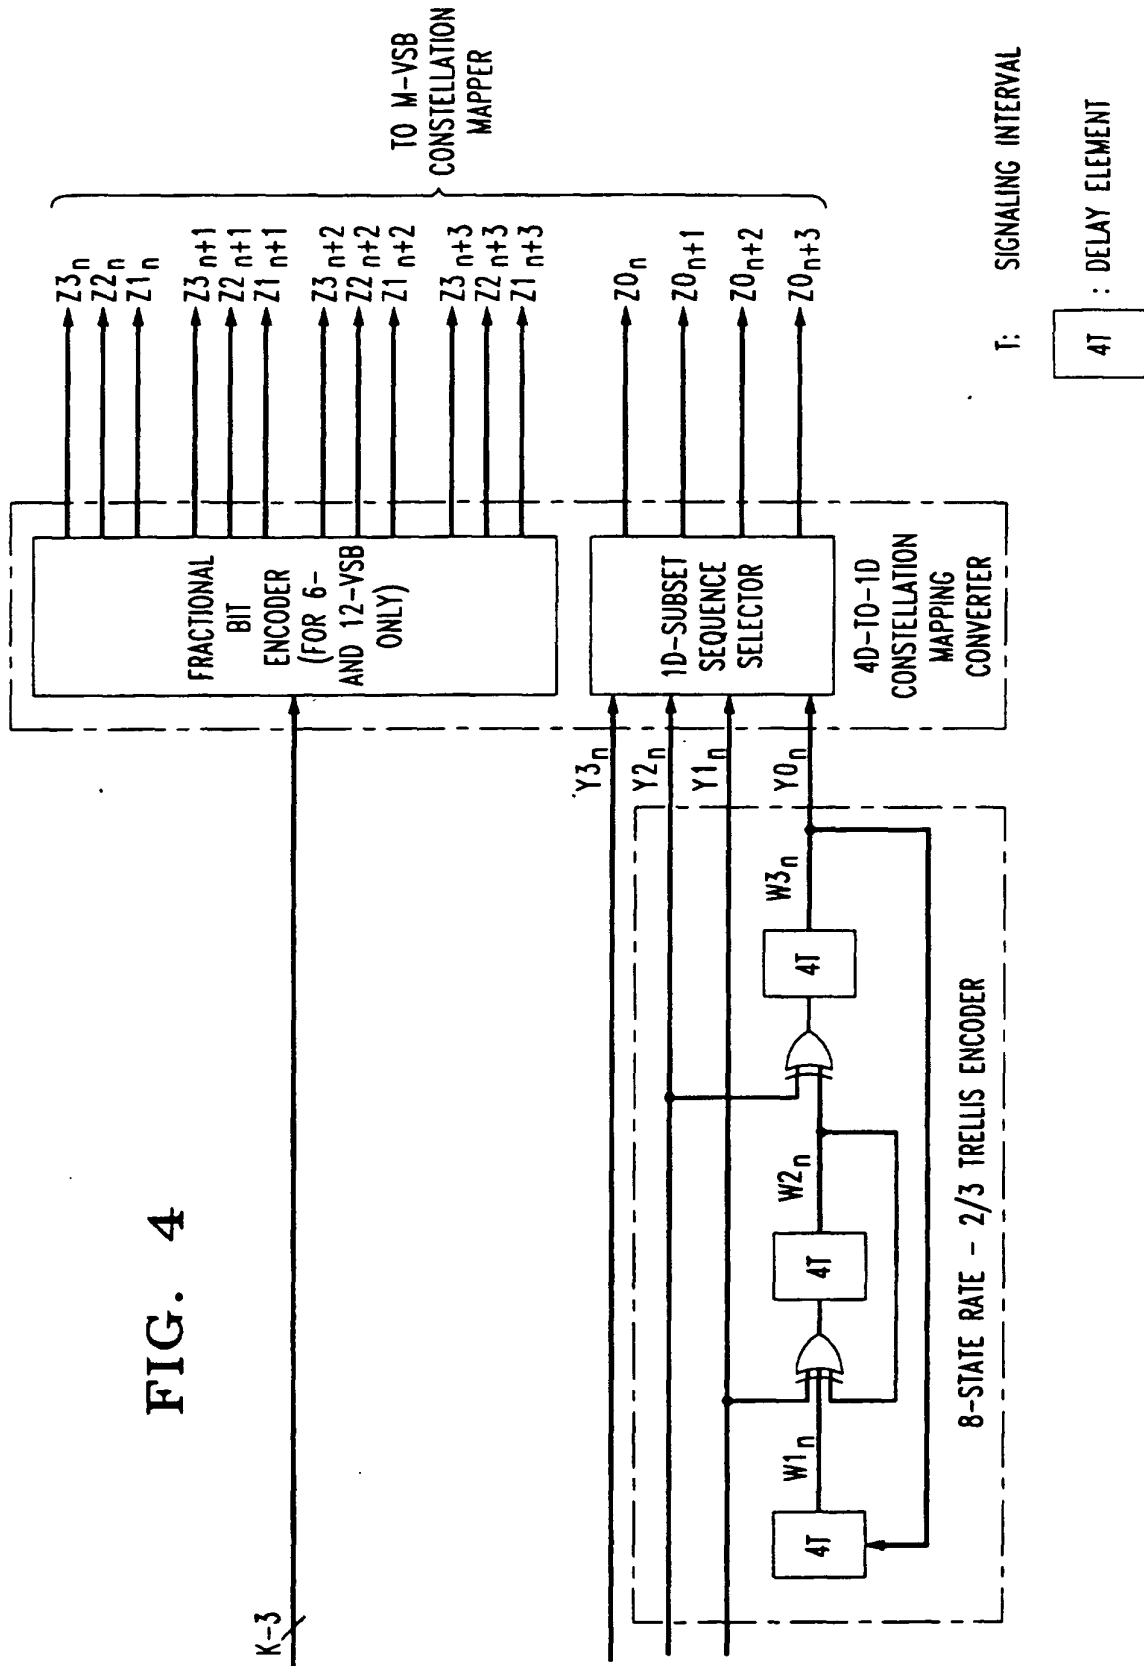 FIG. 4
K-3
FRACTIONAL
BIT
ENCODER
(FOR 6-
AND 12-VSB
ONLY)
Z3n
Z2n
Z1n
Z3n+1
Z2n+1
Z1n+1
Z3n+2
Z2n+2
Z1n+2
Z3n+3
Z2n+3
Z1n+3
TO M-VSB
CONSTELLATION
MAPPER
Y3n
Y2n
Y1n
Y0n
1D-SUBSET
SEQUENCE
SELECTOR
Z0n
Z0n+1
Z0n+2
Z0n+3
4D-TO-1D
CONSTELLATION
MAPPING
CONVERTER
4T
W1n
4T
W2n
4T
W3n
8-STATE RATE - 2/3 TRELLIS ENCODER
T: SIGNALING INTERVAL
4T : DELAY ELEMENT